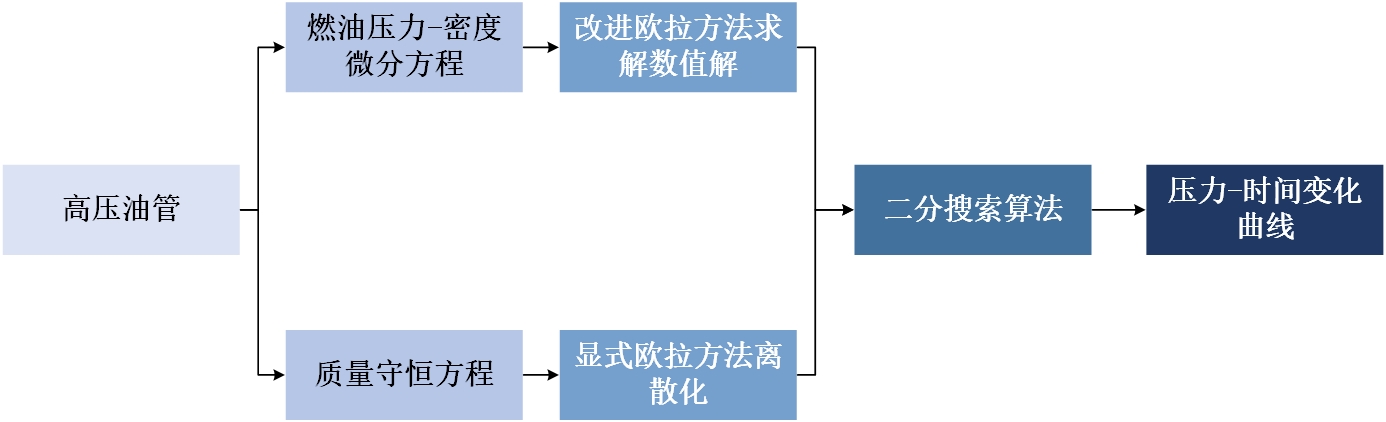 高压油管
燃油压力-密度
微分方程
改进欧拉方法求
解数值解
质量守恒方程
显式欧拉方法离
散化
二分搜索算法
压力-时间变化
曲线